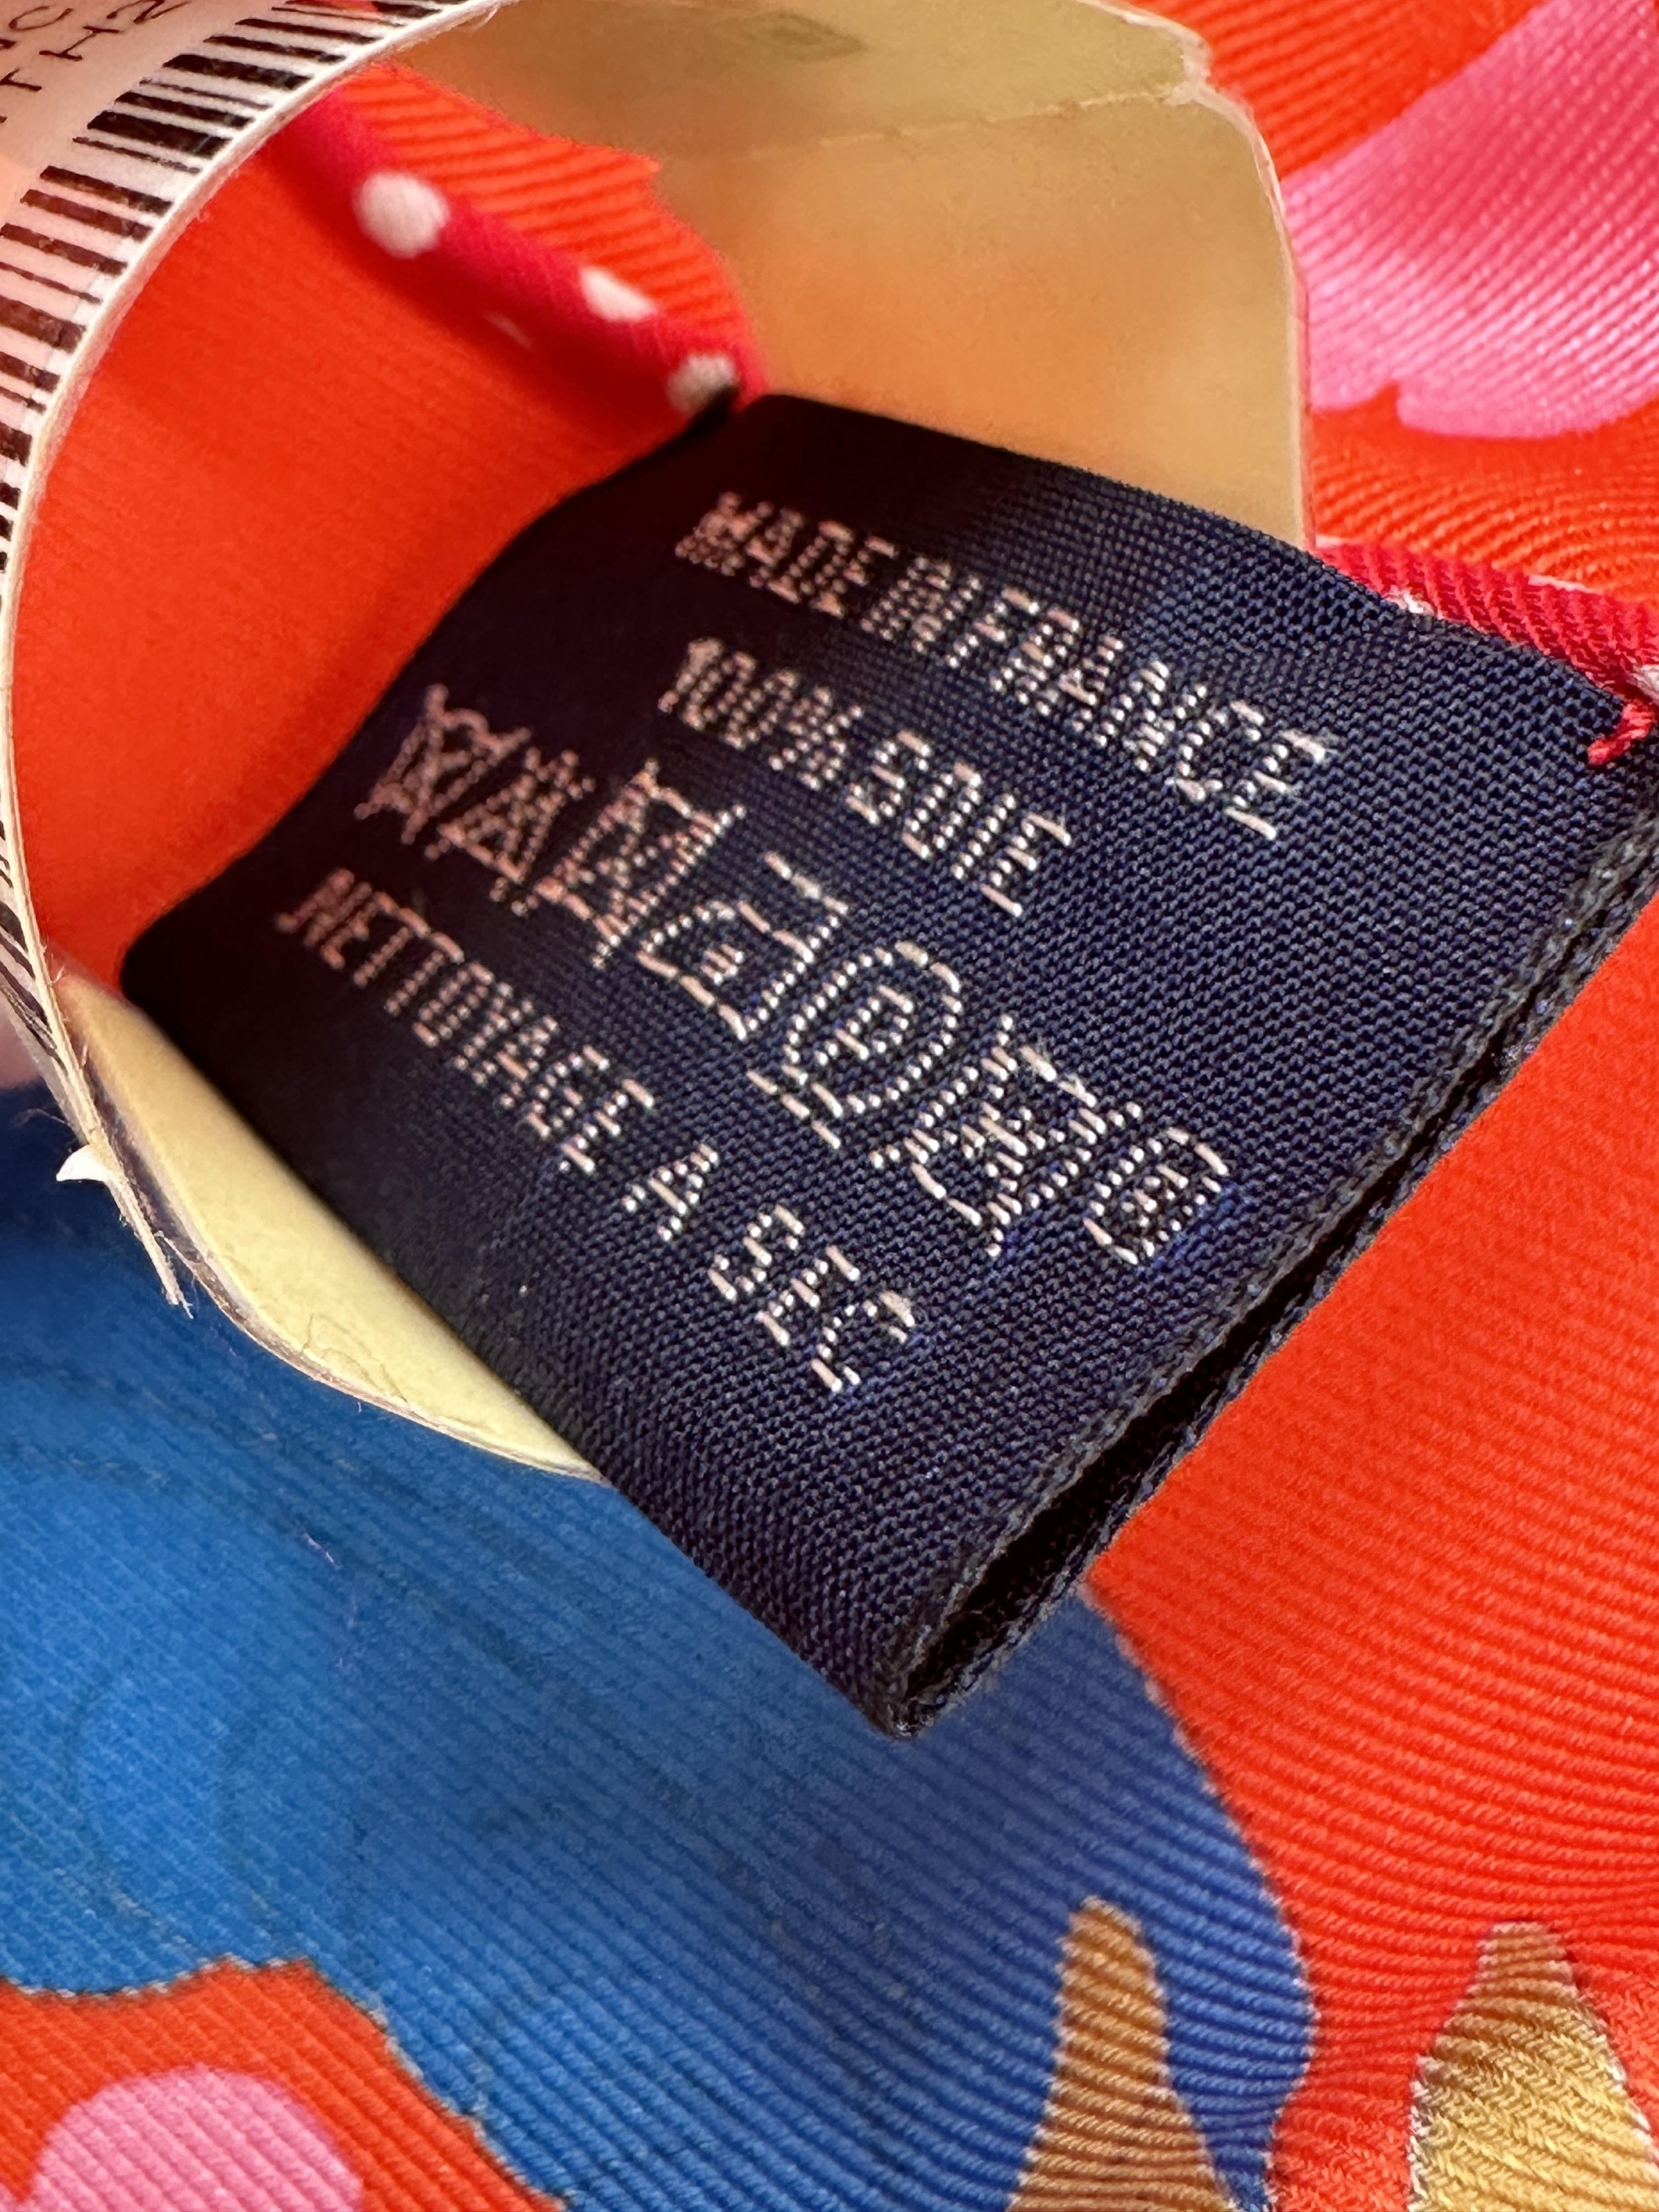 MADE IN FRANCE
100% SOIE
NETTOYAGE A SEC